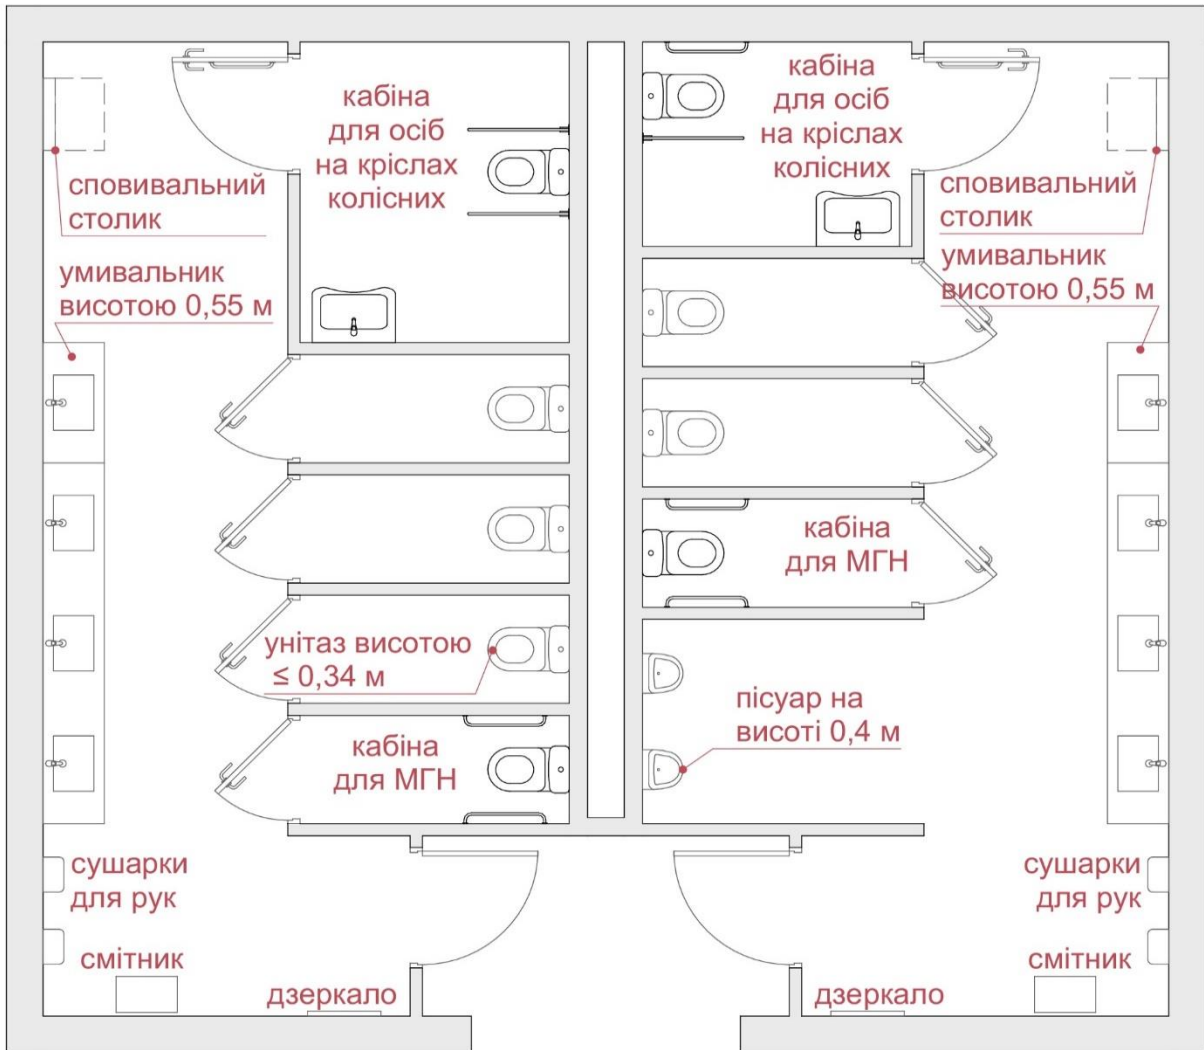 кабіна
для осіб
на кріслах
колісних
кабіна
для осіб
на кріслах
колісних
сповивальний
столик
сповивальний
столик
умивальник
висотою 0,55 м
умивальник
висотою 0,55 м
кабіна
для МГН
унітаз висотою
≤ 0,34 м
пісуар на
висоті 0,4 м
кабіна
для МГН
сушарки
для рук
сушарки
для рук
смітник
смітник
дзеркало
дзеркало